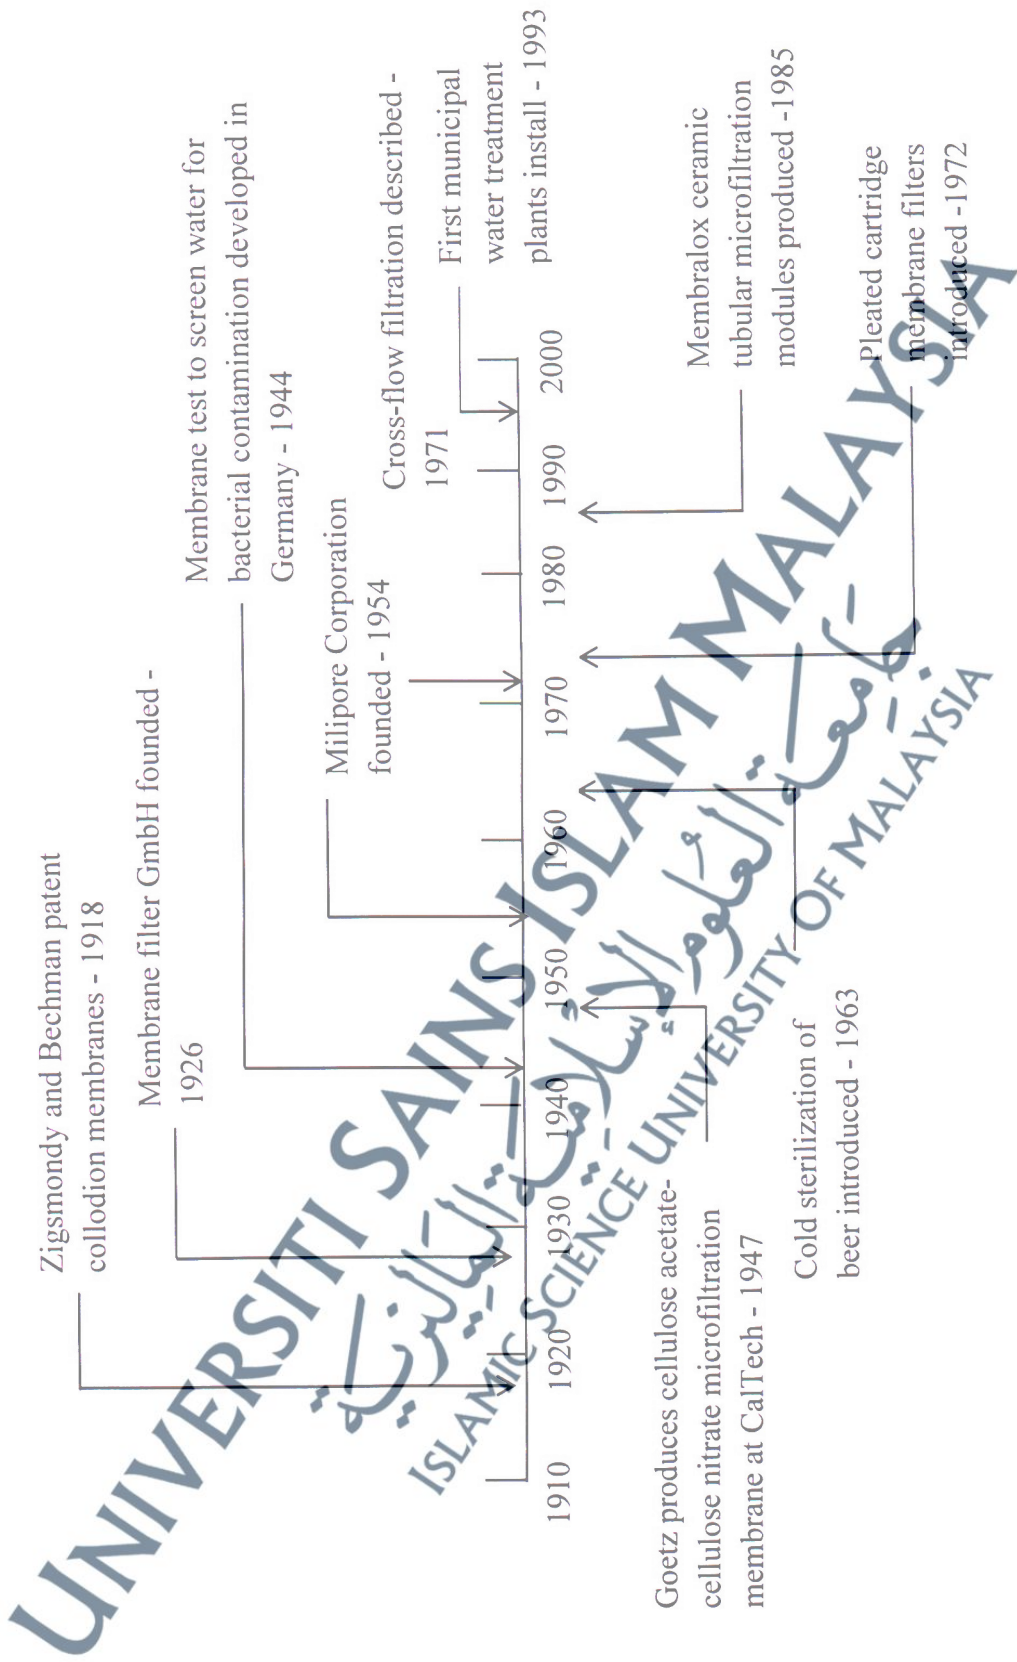 Zigsmondy and Bechman patent
collodion membranes - 1918
Membrane filter GmbH founded -
1926
Membrane test to screen water for
bacterial contamination developed in
Germany - 1944
Milipore Corporation
founded - 1954
Cross-flow filtration described -
1971
First municipal
water treatment
plants install - 1993
1910 1920 1930 1940 1950 1960 1970 1980 1990 2000
Goetz produces cellulose acetate-
cellulose nitrate microfiltration
membrane at CalTech - 1947
Cold sterilization of
beer introduced - 1963
Membralox ceramic
tubular microfiltration
modules produced -1985
Pleated cartridge
membrane filters
introduced -1972
UNIVERSITI SAINS ISLAM MALAYSIA
جامعة العلوم الإسلامية الماليزية
ISLAMIC SCIENCE UNIVERSITY OF MALAYSIA